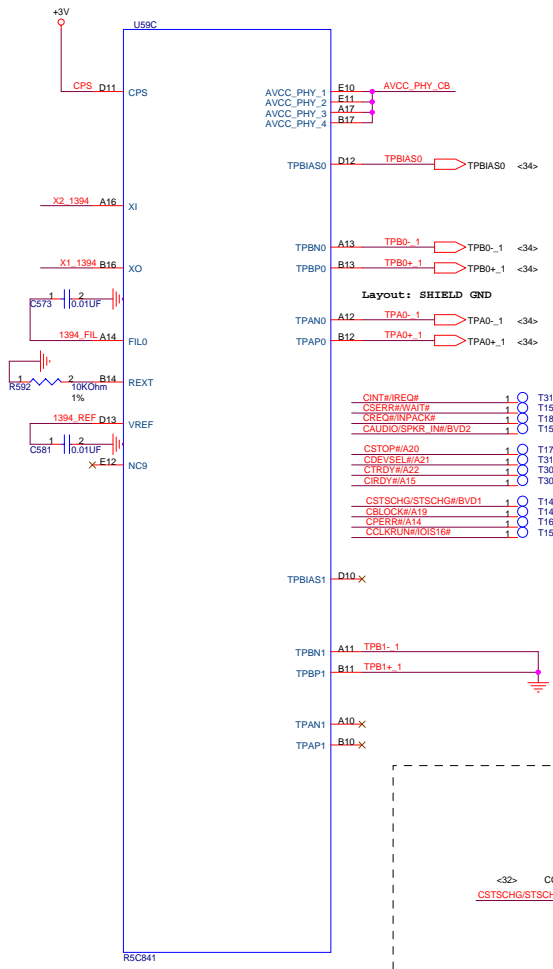 +3V
U59C
CPS D11 CPS
AVCC_PHY_1 E10 AVCC_PHY_CB
AVCC_PHY_2 E11
AVCC_PHY_3 A17
AVCC_PHY_4 B17
TPBIAS0 D12 TPBIAS0 TPBIAS0 <34>
X2_1394 A16 XI
TPBN0 A13 TPB0-_1 TPB0-_1 <34>
X1_1394 B16 XO
TPBP0 B13 TPB0+_1 TPB0+_1 <34>
1 2
C573 0.01UF
Layout: SHIELD GND
TPAN0 A12 TPA0-_1 TPA0-_1 <34>
1394_FIL A14 FIL0
TPAP0 B12 TPA0+_1 TPA0+_1 <34>
1 2 B14 REXT
R592 10KOhm
1%
CINT#/IREQ# 1 T31
CSERR#/WAIT# 1 T15
CREQ#/INPACK# 1 T18
CAUDIO/SPKR_IN#/BVD2 1 T15
1394_REF D13 VREF
1 2
C581 0.01UF
E12 NC9
CSTOP#/A20 1 T17
CDEVSEL#/A21 1 T31
CTRDY#/A22 1 T30
CIRDY#/A15 1 T30
CSTSCHG/STSCHG#/BVD1 1 T14
CBLOCK#/A19 1 T14
CPERR#/A14 1 T16
CCLKRUN#/IOIS16# 1 T15
TPBIAS1 D10
TPBN1 A11 TPB1-_1
TPBP1 B11 TPB1+_1
TPAN1 A10
TPAP1 B10
<32>
CSTSCHG/STSCH
R5C841